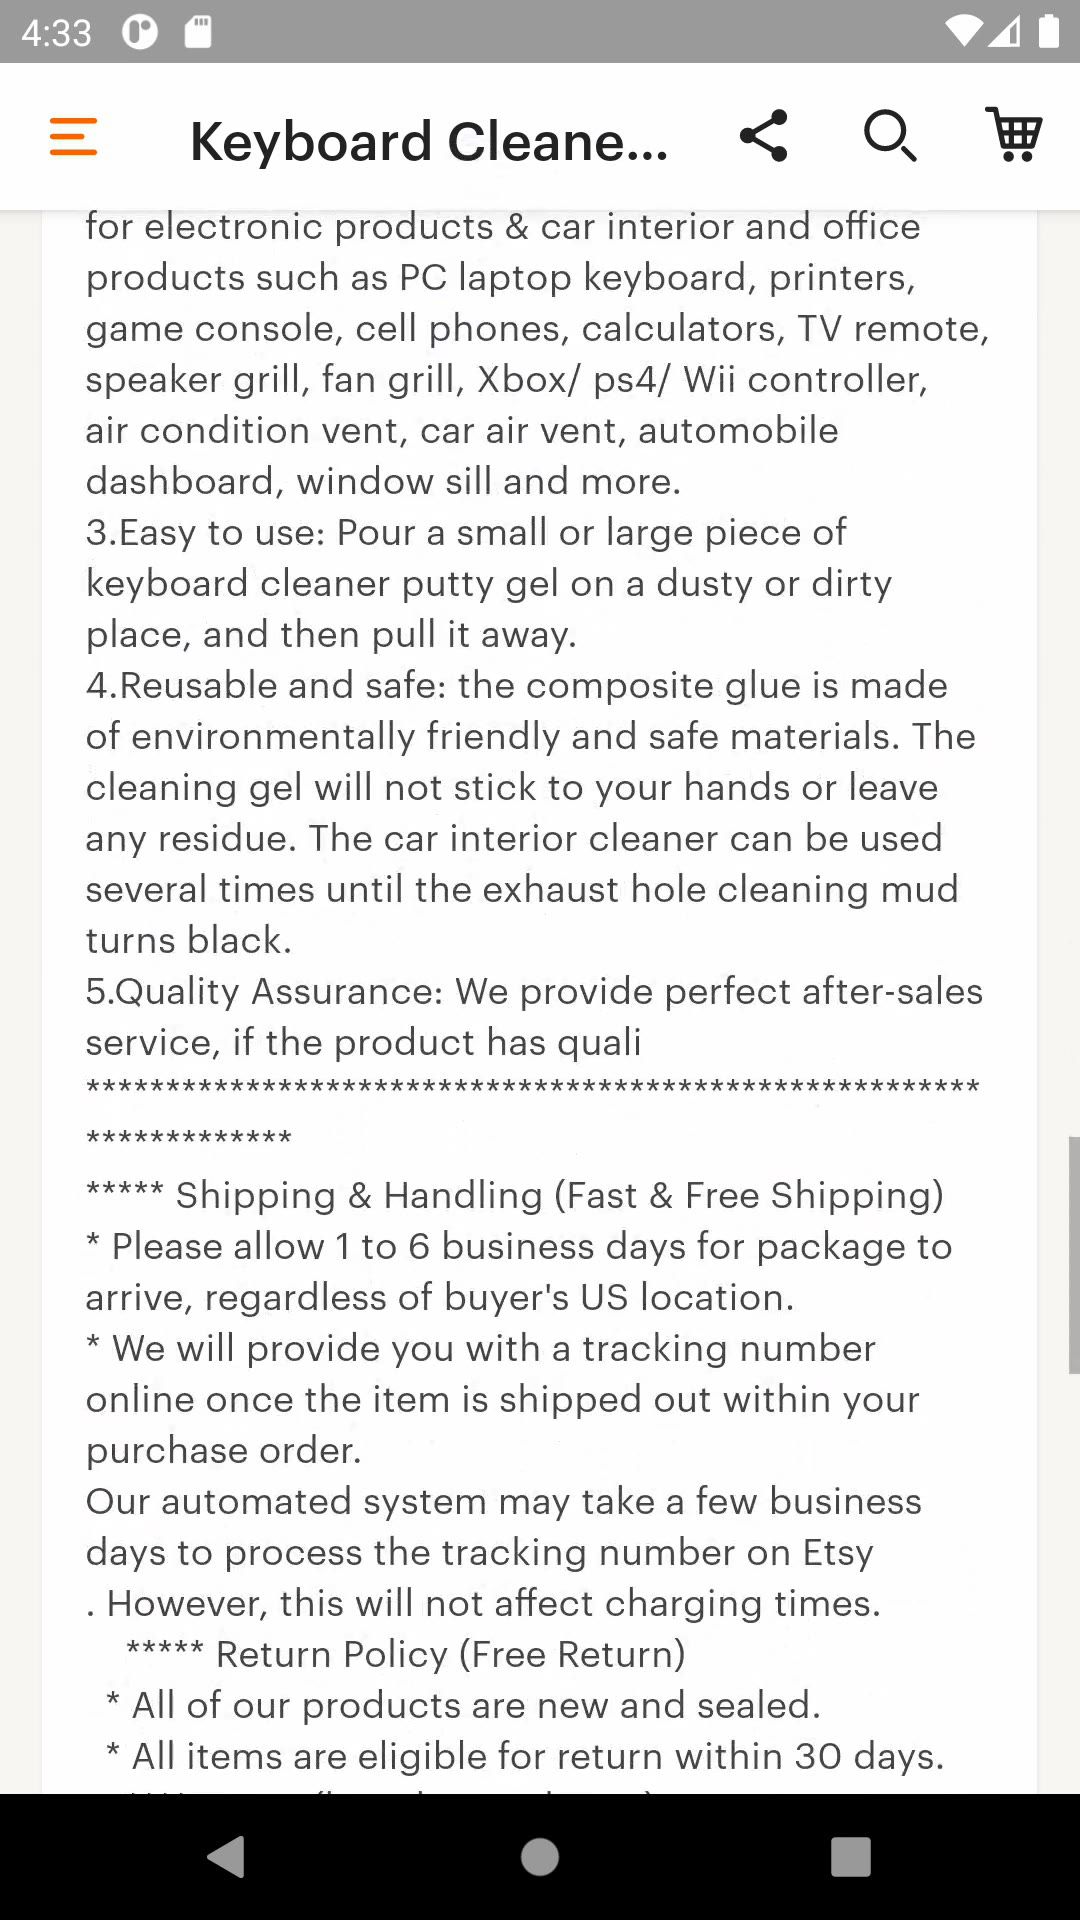 4:33
Keyboard Cleane...
for electronic products & car interior and office
products such as PC laptop keyboard, printers,
game console, cell phones, calculators, TV remote,
speaker grill, fan grill, Xbox/ ps4/ Wii controller,
air condition vent, car air vent, automobile
dashboard, window sill and more.
3.Easy to use: Pour a small or large piece of
keyboard cleaner putty gel on a dusty or dirty
place, and then pull it away.
4.Reusable and safe: the composite glue is made
of environmentally friendly and safe materials. The
cleaning gel will not stick to your hands or leave
any residue. The car interior cleaner can be used
several times until the exhaust hole cleaning mud
turns black.
5.Quality Assurance: We provide perfect after-sales
service, if the product has quali
********************************************************
*************
***** Shipping & Handling (Fast & Free Shipping)
* Please allow 1 to 6 business days for package to
arrive, regardless of buyer's US location.
* We will provide you with a tracking number
online once the item is shipped out within your
purchase order.
Our automated system may take a few business
days to process the tracking number on Etsy
. However, this will not affect charging times.
***** Return Policy (Free Return)
* All of our products are new and sealed.
* All items are eligible for return within 30 days.